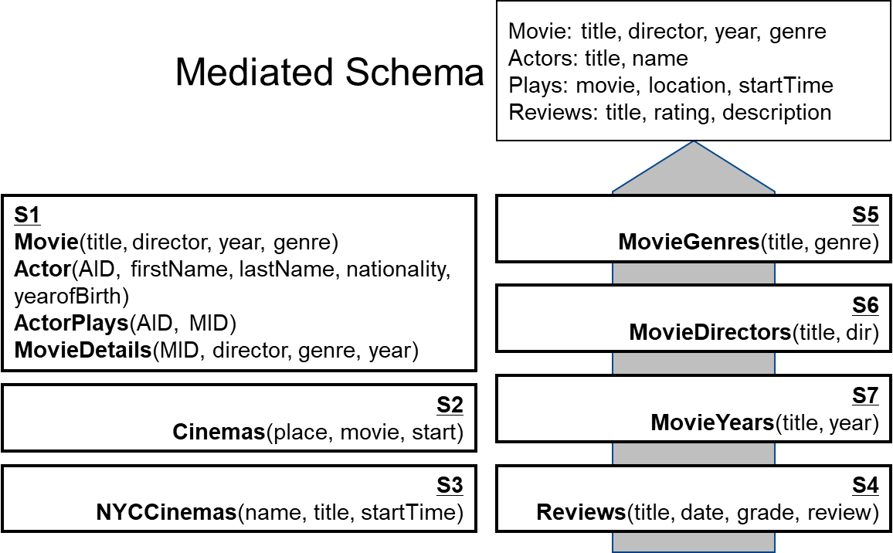 Mediated Schema
Movie: title, director, year, genre
Actors: title, name
Plays: movie, location, startTime
Reviews: title, rating, description
S1
Movie(title, director, year, genre)
Actor(AID, firstName, lastName, nationality,
yearofBirth)
ActorPlays(AID, MID)
MovieDetails(MID, director, genre, year)
S2
Cinemas(place, movie, start)
S3
NYCCinemas(name, title, startTime)
S5
MovieGenres(title, genre)
S6
MovieDirectors(title, dir)
S7
MovieYears(title, year)
S4
Reviews(title, date, grade, review)